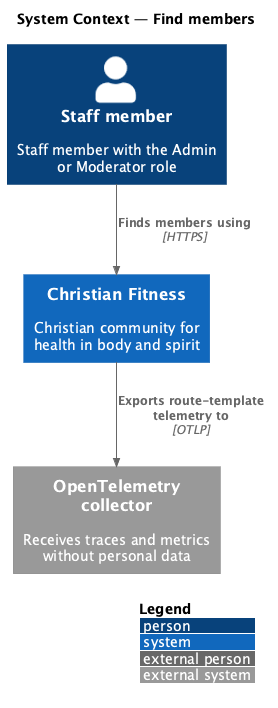 System Context — Find members
Staff member
Staff member with the Admin
or Moderator role
Finds members using
[HTTPS]
Christian Fitness
Christian community for
health in body and spirit
Exports route-template
telemetry to
[OTLP]
OpenTelemetry
collector
Receives traces and metrics
without personal data
Legend
person
system
external person
external system